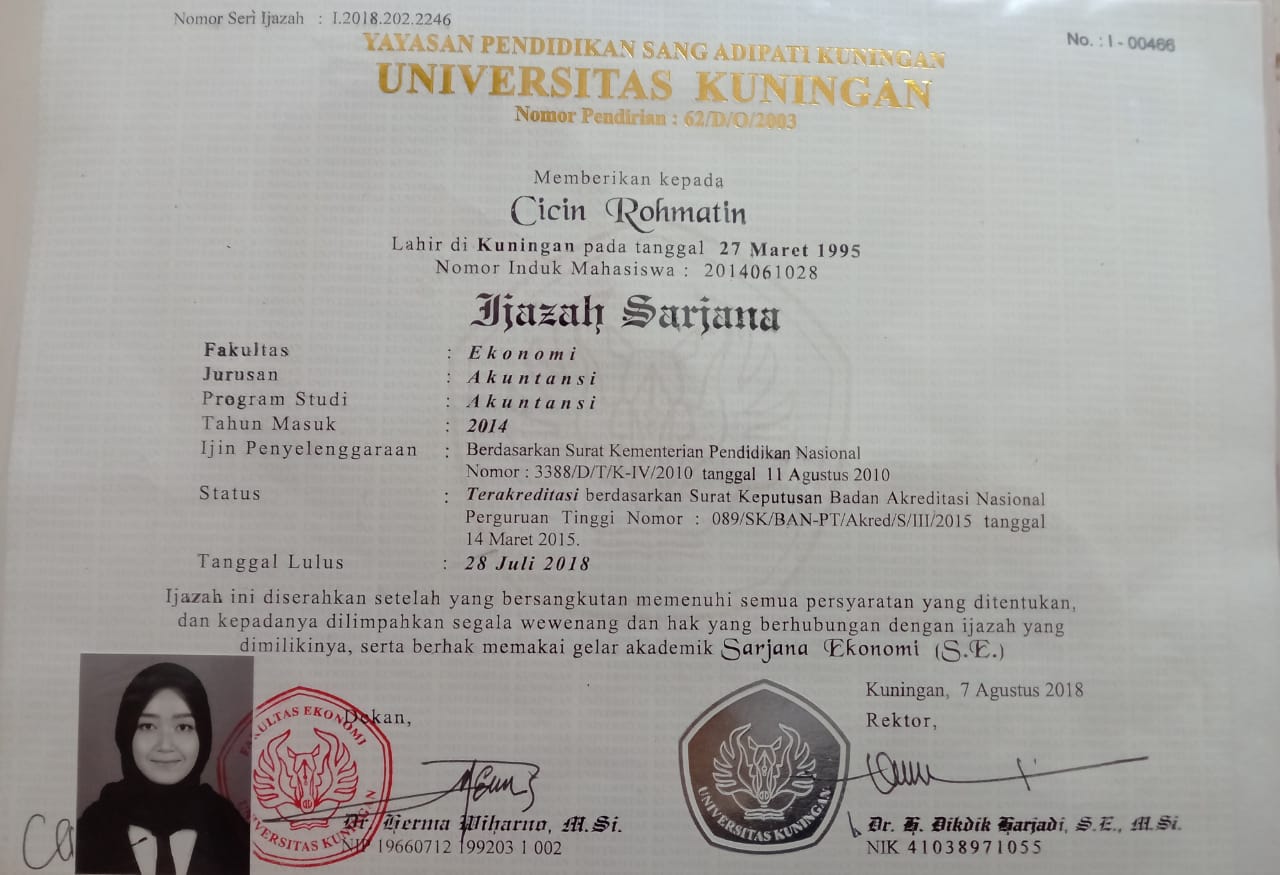 Nomor Seri Ijazah : I.2018.202.2246
No. : I - 00466
YAYASAN PENDIDIKAN SANG ADIPATI KUNINGAN
UNIVERSITAS KUNINGAN
Nomor Pendirian : 62/D/O/2003
Memberikan kepada
Cicin Rohmatin
Lahir di Kuningan pada tanggal 27 Maret 1995
Nomor Induk Mahasiswa : 2014061028
Ijazah Sarjana
Fakultas : Ekonomi
Jurusan : Akuntansi
Program Studi : Akuntansi
Tahun Masuk : 2014
Ijin Penyelenggaraan : Berdasarkan Surat Kementerian Pendidikan Nasional
Nomor : 3388/D/T/K-IV/2010 tanggal 11 Agustus 2010
Status : Terakreditasi berdasarkan Surat Keputusan Badan Akreditasi Nasional
Perguruan Tinggi Nomor : 089/SK/BAN-PT/Akred/S/III/2015 tanggal
14 Maret 2015.
Tanggal Lulus : 28 Juli 2018
Ijazah ini diserahkan setelah yang bersangkutan memenuhi semua persyaratan yang ditentukan,
dan kepadanya dilimpahkan segala wewenang dan hak yang berhubungan dengan ijazah yang
dimilikinya, serta berhak memakai gelar akademik Sarjana Ekonomi (S.E.)
Kuningan, 7 Agustus 2018
Dekan,
Rektor,
FAKULTAS EKONOMI
UNIVERSITAS KUNINGAN
UNIVERSITAS KUNINGAN
Dr. Herma Wiharno, M.Si.
NIP 19660712 199203 1 002
Dr. H. Dikdik Harjadi, S.E., M.Si.
NIK 41038971055